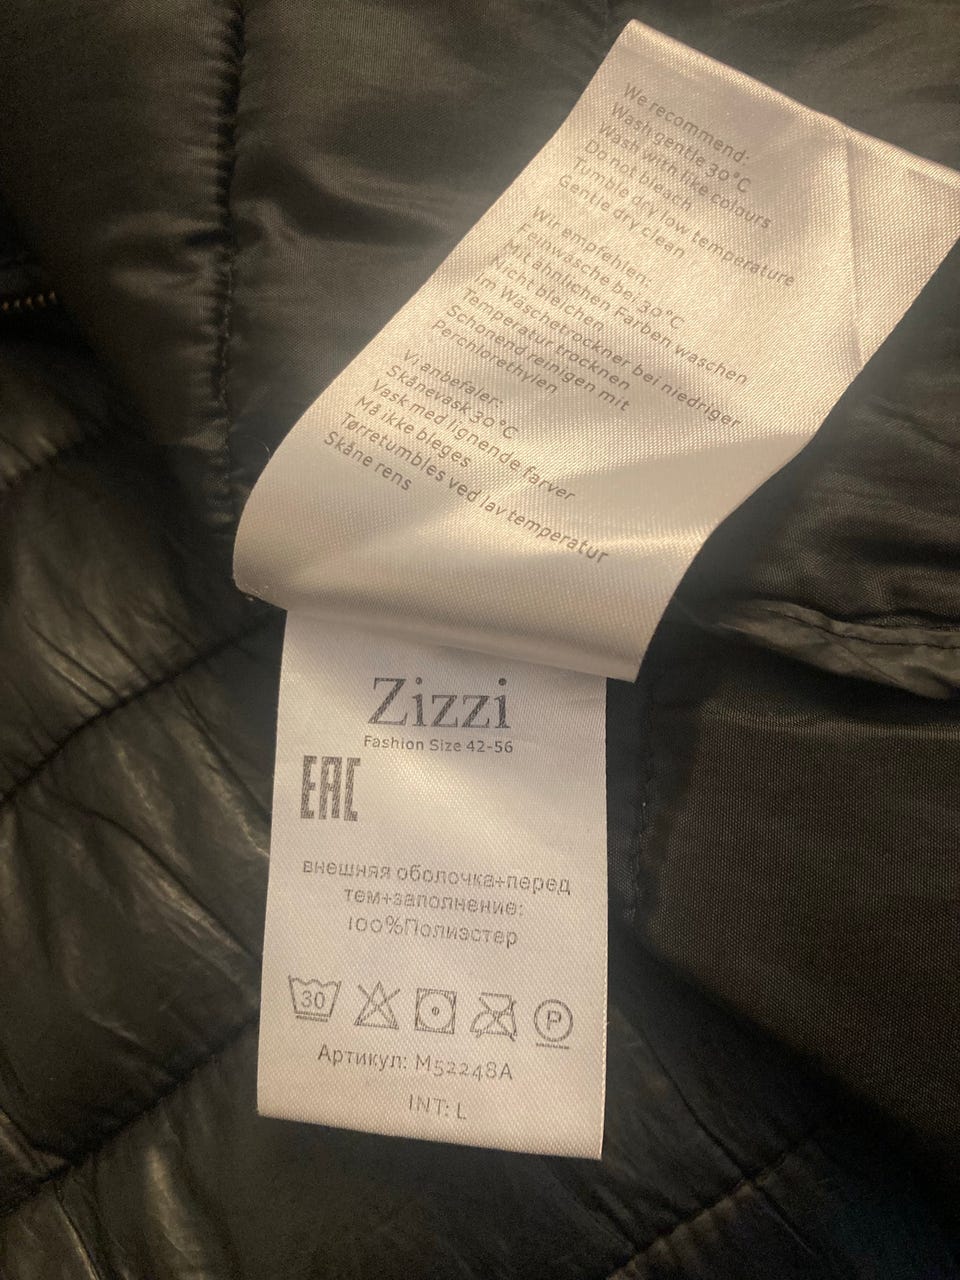 We recommend:
Wash gentle 30°C
Wash with like colours
Do not bleach
Tumble dry low temperature
Gentle dry clean
Wir empfehlen:
Feinwäsche bei 30°C
Mit ähnlichen Farben waschen
Nicht bleichen
Im Wäschetrockner bei niedriger
Temperatur trocknen
Schonend reinigen mit
Perchlorethylen
Vi anbefaler:
Skånevask 30°C
Vask med lignende farver
Må ikke bleges
Tørretumbles ved lav temperatur
Skåne rens
Zizzi
Fashion Size 42-56
EAC
внешняя оболочка+перед
тем+заполнение:
100%Полиэстер
30
P
Артикул: M52248A
INT: L